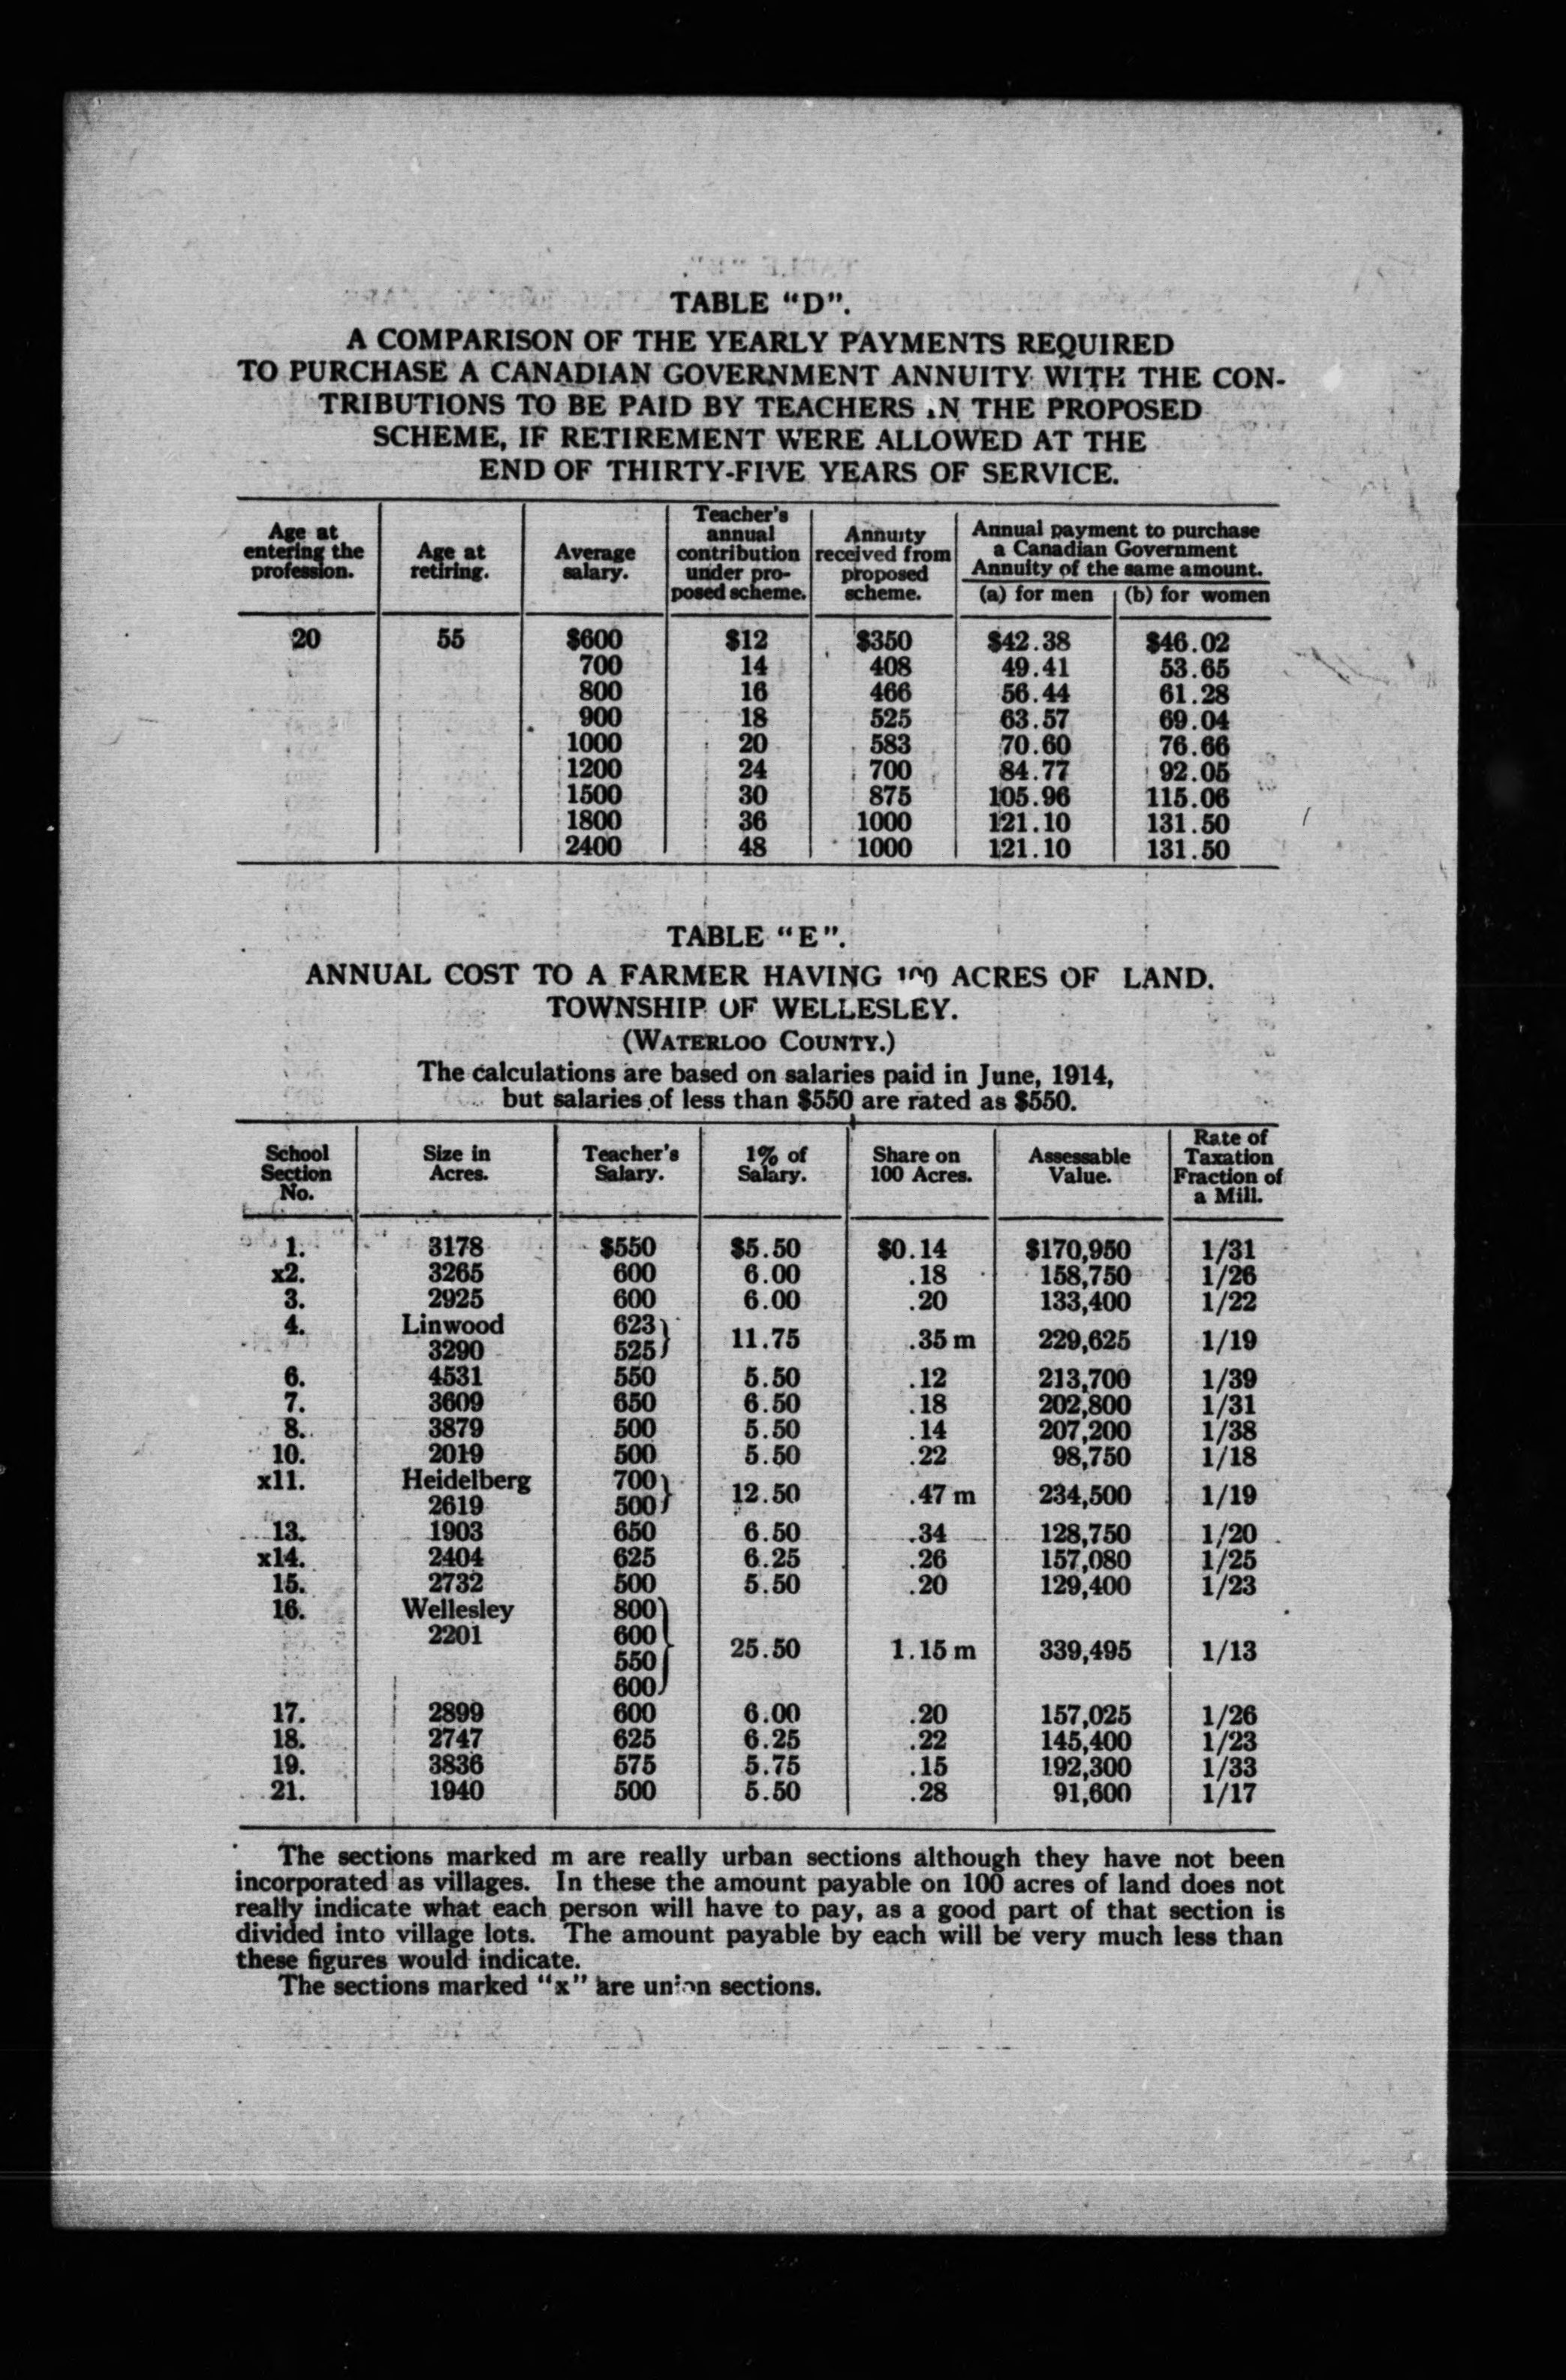 TABLE "D".
A COMPARISON OF THE YEARLY PAYMENTS REQUIRED
TO PURCHASE A CANADIAN GOVERNMENT ANNUITY WITH THE CON-
TRIBUTIONS TO BE PAID BY TEACHERS IN THE PROPOSED
SCHEME, IF RETIREMENT WERE ALLOWED AT THE
END OF THIRTY-FIVE YEARS OF SERVICE.
Age at entering the profession. Age at retiring. Average salary. Teacher's annual contribution under pro-posed scheme. Annuity received from proposed scheme. Annual payment to purchase a Canadian Government Annuity of the same amount.
(a) for men (b) for women
20 55 $600 $12 $350 $42.38 $46.02
700 14 408 49.41 53.65
800 16 466 56.44 61.28
900 18 525 63.57 69.04
1000 20 583 70.60 76.66
1200 24 700 84.77 92.05
1500 30 875 105.96 115.06
1800 36 1000 121.10 131.50
2400 48 1000 121.10 131.50
TABLE "E".
ANNUAL COST TO A FARMER HAVING 100 ACRES OF LAND.
TOWNSHIP OF WELLESLEY.
(WATERLOO COUNTY.)
The calculations are based on salaries paid in June, 1914,
but salaries of less than $550 are rated as $550.
School Section No. Size in Acres. Teacher's Salary. 1% of Salary. Share on 100 Acres. Assessable Value. Rate of Taxation Fraction of a Mill.
1. 3178 $550 $5.50 $0.14 $170,950 1/31
x2. 3265 600 6.00 .18 158,750 1/26
3. 2925 600 6.00 .20 133,400 1/22
4. Linwood 623
11.75 .35 m 229,625 1/19
3290 525
6. 4531 550 5.50 .12 213,700 1/39
7. 3609 650 6.50 .18 202,800 1/31
8. 3879 500 5.50 .14 207,200 1/38
10. 2019 500 5.50 .22 98,750 1/18
x11. Heidelberg 700
12.50 .47 m 234,500 1/19
2619 500
13. 1903 650 6.50 .34 128,750 1/20
x14. 2404 625 6.25 .26 157,080 1/25
15. 2732 500 5.50 .20 129,400 1/23
16. Wellesley 800
2201 600
25.50 1.15 m 339,495 1/13
550
600
17. 2899 600 6.00 .20 157,025 1/26
18. 2747 625 6.25 .22 145,400 1/23
19. 3836 575 5.75 .15 192,300 1/33
21. 1940 500 5.50 .28 91,600 1/17
The sections marked m are really urban sections although they have not been
incorporated as villages. In these the amount payable on 100 acres of land does not
really indicate what each person will have to pay, as a good part of that section is
divided into village lots. The amount payable by each will be very much less than
these figures would indicate.
The sections marked "x" are union sections.